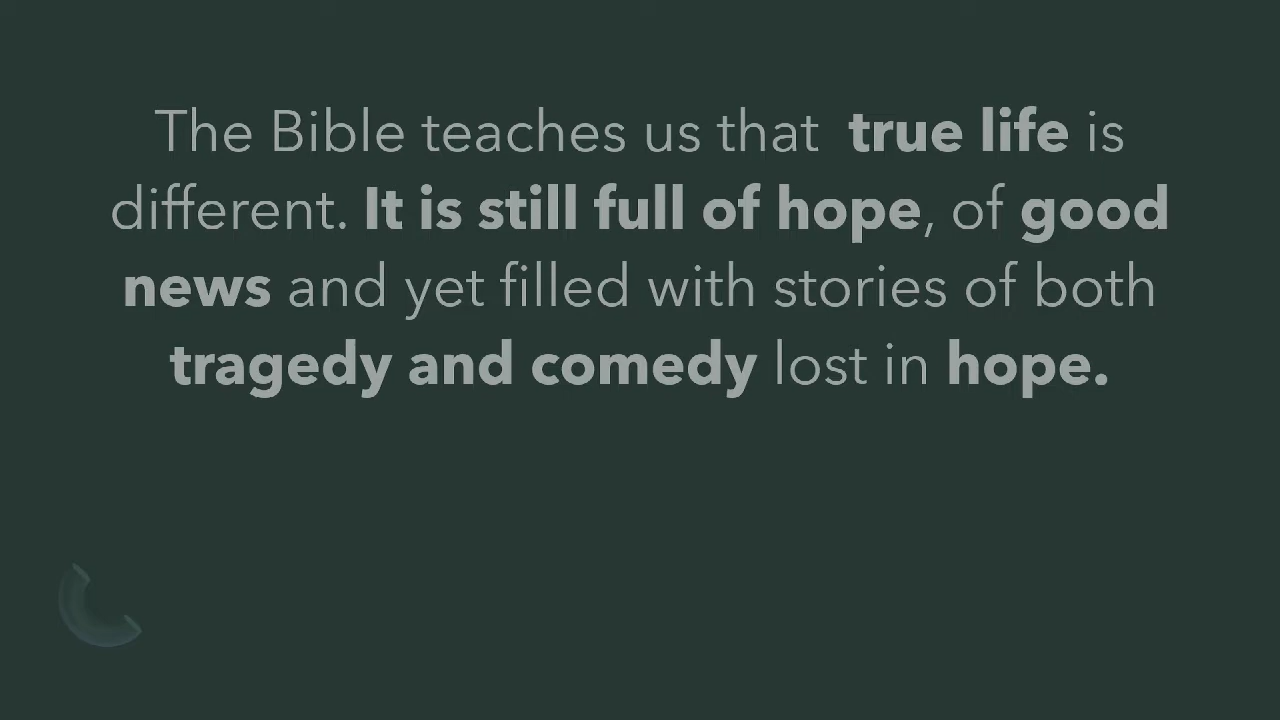 The Bible teaches us that  true life is
different. It is still full of hope, of good
news and yet filled with stories of both
tragedy and comedy lost in hope.